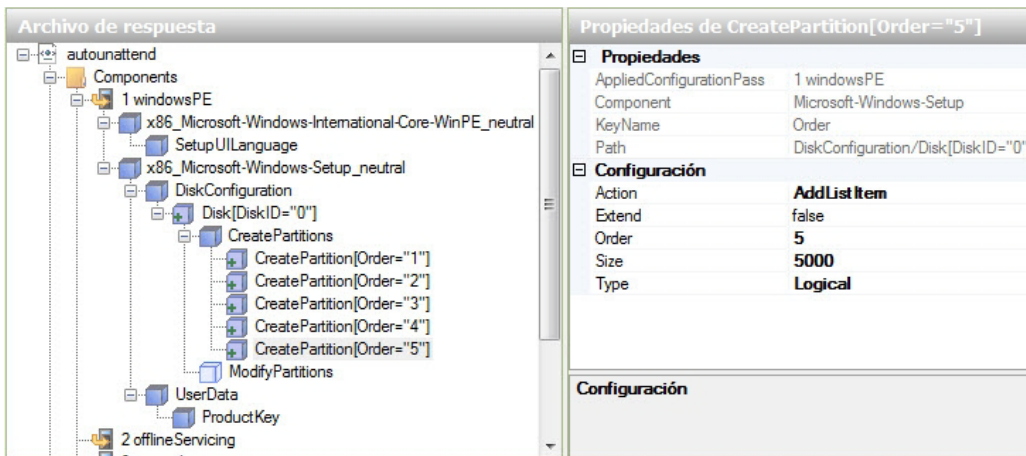 Archivo de respuesta
autounattend
Components
1 windowsPE
x86_Microsoft-Windows-International-Core-WinPE_neutral
SetupUILanguage
x86_Microsoft-Windows-Setup_neutral
DiskConfiguration
Disk[DiskID="0"]
CreatePartitions
CreatePartition[Order="1"]
CreatePartition[Order="2"]
CreatePartition[Order="3"]
CreatePartition[Order="4"]
CreatePartition[Order="5"]
ModifyPartitions
UserData
ProductKey
2 offlineServicing
Propiedades de CreatePartition[Order="5"]
Propiedades
AppliedConfigurationPass 1 windowsPE
Component Microsoft-Windows-Setup
KeyName Order
Path DiskConfiguration/Disk[DiskID="0"
Configuración
Action AddListItem
Extend false
Order 5
Size 5000
Type Logical
Configuración